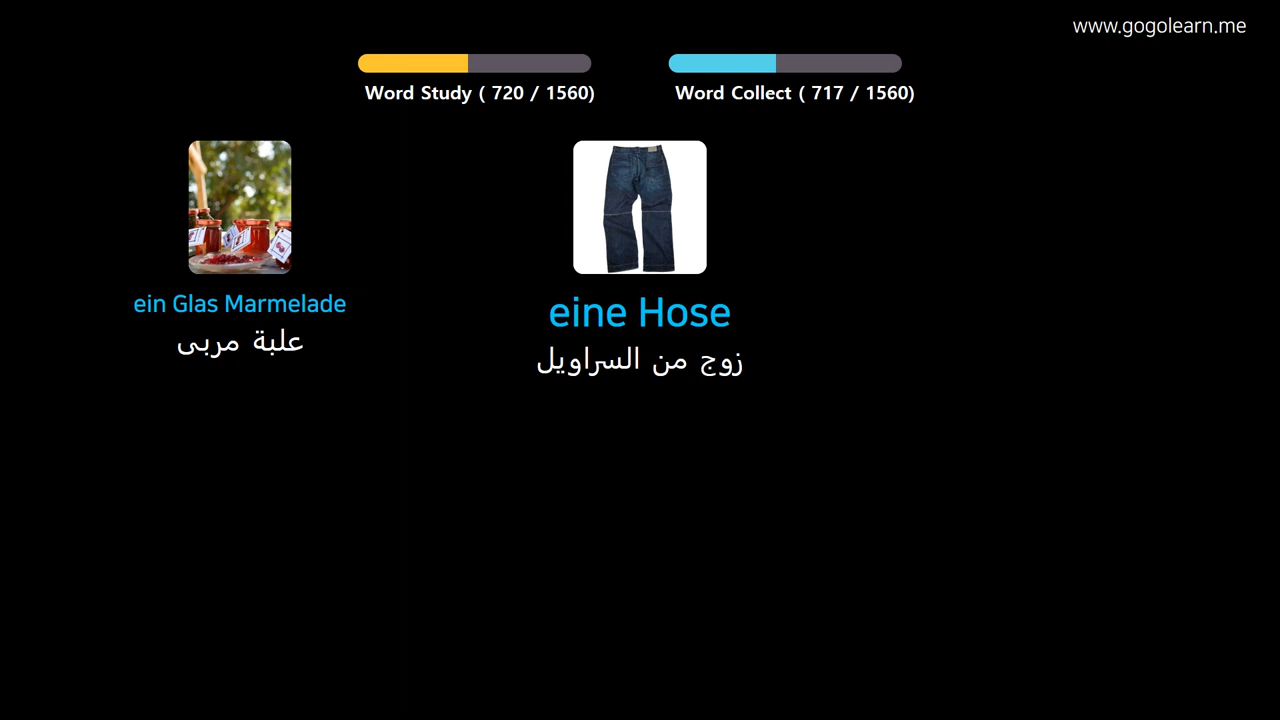 www.gogolearn.me
Word Study ( 720 / 1560)
Word Collect ( 717 / 1560)
ein Glas Marmelade
علبة مربى
eine Hose
زوج من السراويل